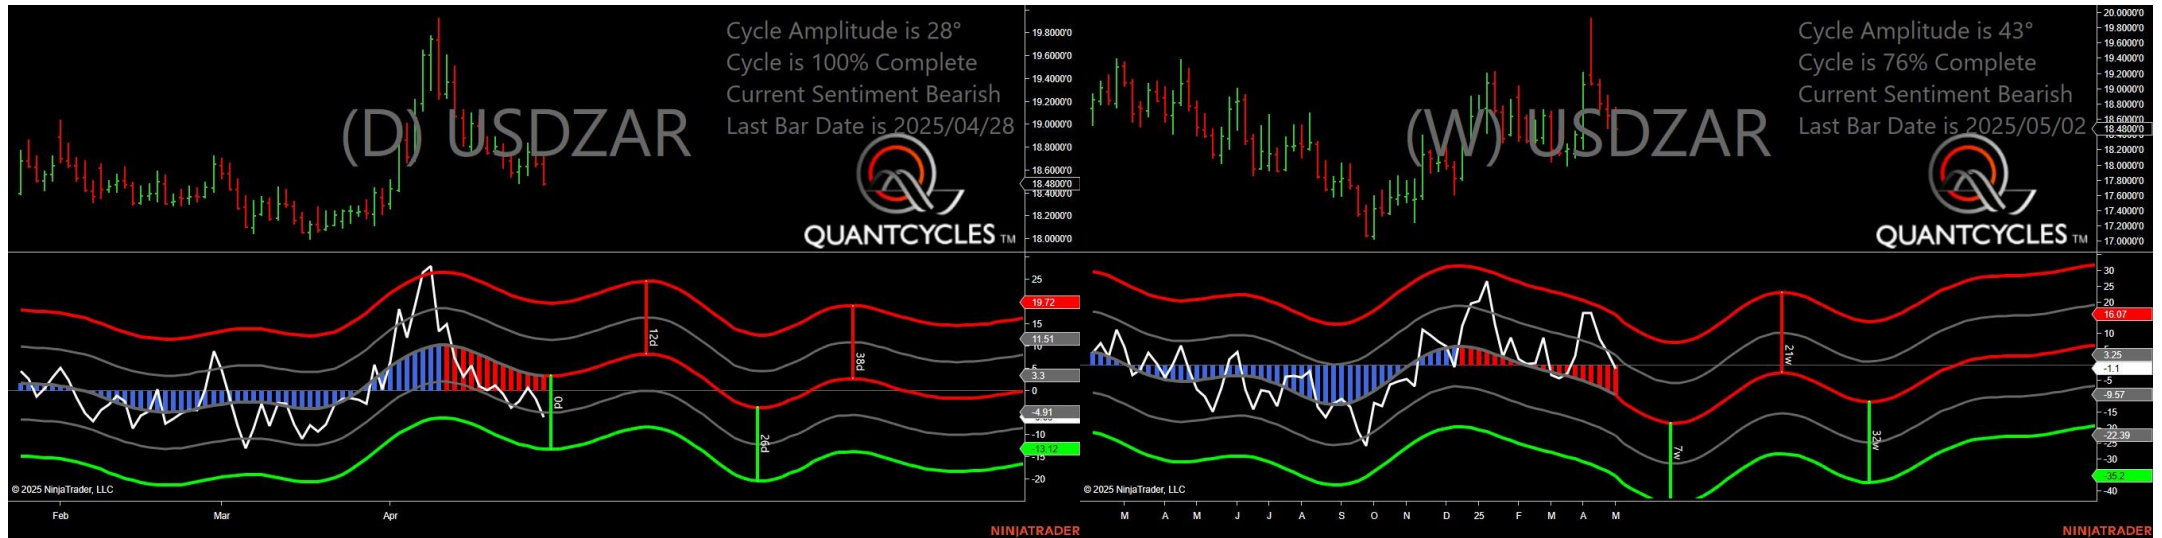 Cycle Amplitude is 28°
Cycle is 100% Complete
Current Sentiment Bearish
Last Bar Date is 2025/04/28
(D) USDZAR
QUANTCYCLES TM
19.8000'0
19.6000'0
19.4000'0
19.2000'0
19.0000'0
18.8000'0
18.6000'0
18.4800'0
18.4000'0
18.2000'0
18.0000'0
25
19.72
15
11.51
10
5
3.3
0
-4.91
-10
-13.12
-15
-20
12d
38d
0d
26d
© 2025 NinjaTrader, LLC
Feb Mar Apr
NINJATRADER
Cycle Amplitude is 43°
Cycle is 76% Complete
Current Sentiment Bearish
Last Bar Date is 2025/05/02
(W) USDZAR
QUANTCYCLES TM
20.0000'0
19.6000'0
19.4000'0
19.2000'0
18.8000'0
18.6000'0
18.4800'0
18.2000'0
18.0000'0
17.8000'0
17.6000'0
17.4000'0
17.2000'0
17.0000'0
30
25
20
16.07
10
3.25
-1.1
-5
-9.57
-15
-22.39
-25
-30
-35.2
-40
21w
7w
32w
© 2025 NinjaTrader, LLC
M A M J J A S O N D 25 F M A M
NINJATRADER